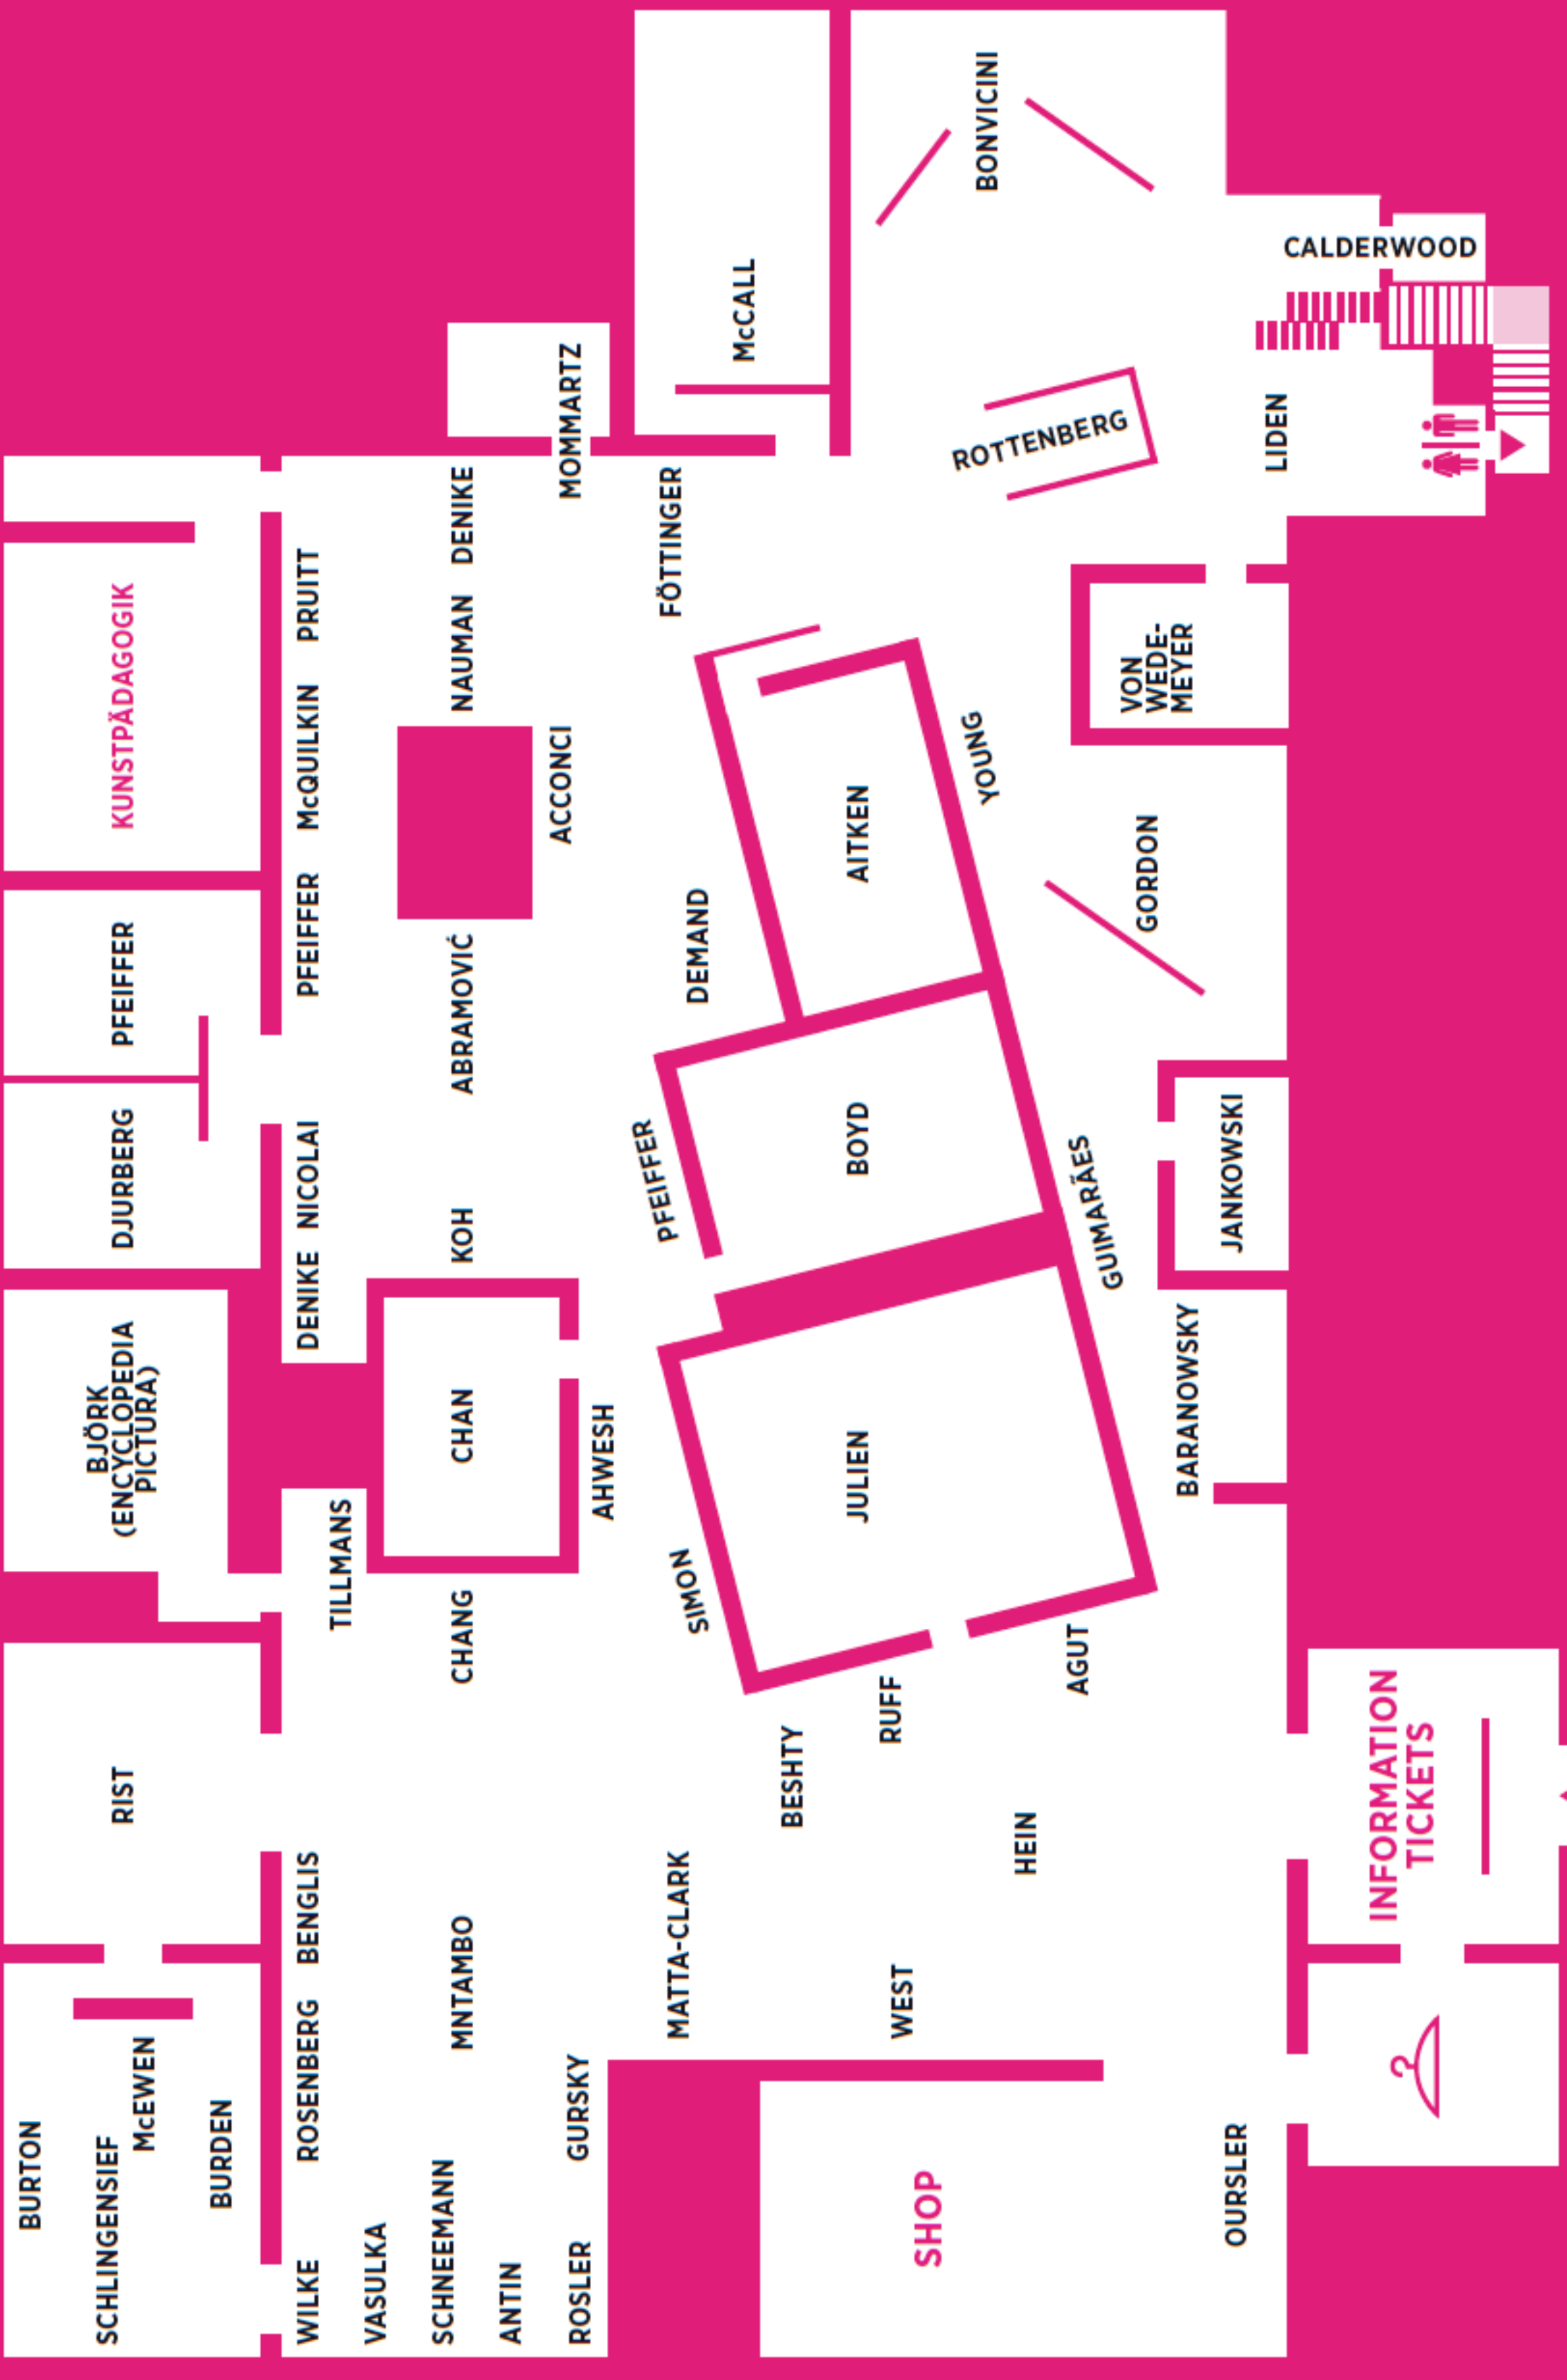 BURTON
SCHLINGENSIEF
McEWEN
BURDEN
RIST
BJÖRK
(ENCYCLOPEDIA
PICTURA)
DJURBERG
PFEIFFER
KUNSTPÄDAGOGIK
WILKE
ROSENBERG
BENGLIS
TILLMANS
DENIKE
NICOLAI
PFEIFFER
McQUILKIN
PRUITT
VASULKA
SCHNEEMANN
MNTAMBO
CHANG
CHAN
KOH
ABRAMOVIĆ
NAUMAN
DENIKE
ANTIN
ROSLER
GURSKY
AHWESH
ACCONCI
MOMMARTZ
MATTA-CLARK
SIMON
PFEIFFER
DEMAND
FÖTTINGER
McCALL
BESHTY
RUFF
JULIEN
BOYD
AITKEN
WEST
SHOP
HEIN
AGUT
GUIMARÃES
YOUNG
ROTTENBERG
BONVICINI
BARANOWSKY
JANKOWSKI
GORDON
VON
WEDE-
MEYER
LIDEN
CALDERWOOD
OURSLER
INFORMATION
TICKETS